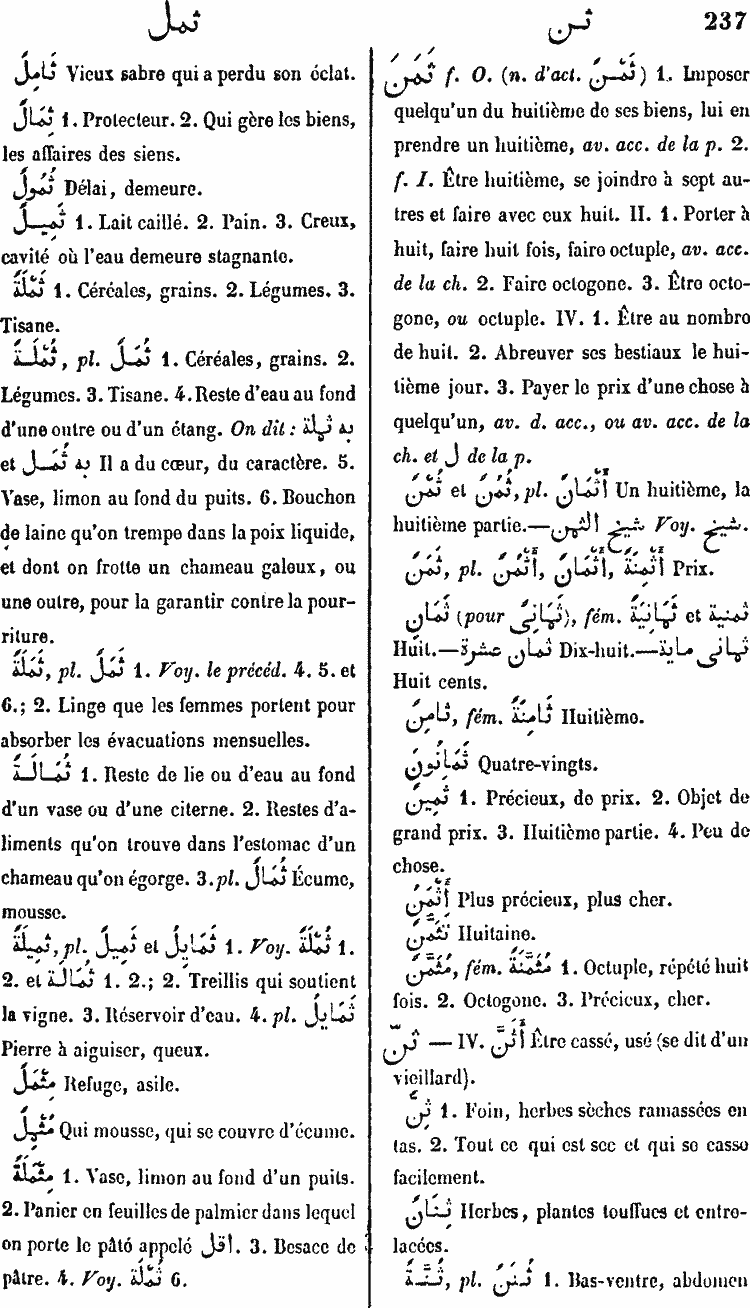 ثمل
ثـن
237
ثَامِلٌ Vieux sabre qui a perdu son éclat.
ثِمَالٌ 1. Protecteur. 2. Qui gère les biens,
les affaires des siens.
ثُمُولٌ Délai, demeure.
ثَمِيلٌ 1. Lait caillé. 2. Pain. 3. Creux,
cavité où l'eau demeure stagnante.
ثَمْلَةٌ 1. Céréales, grains. 2. Légumes. 3.
Tisane.
ثُمْلَةٌ, pl. ثُمَلٌ 1. Céréales, grains. 2.
Légumes. 3. Tisane. 4. Reste d'eau au fond
d'une outre ou d'un étang. On dit : به ثملة
et به ثُمَلٌ Il a du cœur, du caractère. 5.
Vase, limon au fond du puits. 6. Bouchon
de laine qu'on trempe dans la poix liquide,
et dont on frotte un chameau galeux, ou
une outre, pour la garantir contre la pour-
riture.
ثَمَلَةٌ, pl. ثَمَلٌ 1. Voy. le précéd. 4. 5. et
6.; 2. Linge que les femmes portent pour
absorber les évacuations mensuelles.
ثُمَالَةٌ 1. Reste de lie ou d'eau au fond
d'un vase ou d'une citerne. 2. Restes d'a-
liments qu'on trouve dans l'estomac d'un
chameau qu'on égorge. 3. pl. ثُمَالٌ Écume,
mousse.
ثَمِيلَةٌ, pl. ثَمِيلٌ et ثَمَايِلُ 1. Voy. ثَمْلَةٌ 1.
2. et ثُمَالَةٌ 1. 2.; 2. Treillis qui soutient
la vigne. 3. Réservoir d'eau. 4. pl. ثَمَايِلُ
Pierre à aiguiser, queux.
مَثْمَلٌ Refuge, asile.
مُثْمِلٌ Qui mousse, qui se couvre d'écume.
مَثْمَلَةٌ 1. Vase, limon au fond d'un puits.
2. Panier en feuilles de palmier dans lequel
on porte le pâté appelé اقل. 3. Besace de
pâtre. 4. Voy. ثَمَلَةٌ 6.
ثَمَنَ f. O. (n. d'act. ثَمْنٌ) 1. Imposer
quelqu'un du huitième de ses biens, lui en
prendre un huitième, av. acc. de la p. 2.
f. I. Être huitième, se joindre à sept au-
tres et faire avec eux huit. II. 1. Porter à
huit, faire huit fois, faire octuple, av. acc.
de la ch. 2. Faire octogone. 3. Être octo-
gone, ou octuple. IV. 1. Être au nombre
de huit. 2. Abreuver ses bestiaux le hui-
tième jour. 3. Payer le prix d'une chose à
quelqu'un, av. d. acc., ou av. acc. de la
ch. et ل de la p.
ثُمْنٌ et ثُمُنٌ, pl. أَثْمَانٌ Un huitième, la
huitième partie.—شيخ الثمن Voy. شيخ.
ثَمَنٌ, pl. أَثْمُنٌ, أَثْمَانٌ, أَثْمِنَةٌ Prix.
ثَمَانٍ (pour ثَمَانِىٌ), fém. ثَمَانِيَةٌ et ثمنية
Huit.—ثمان عشرة Dix-huit.—ثمانى ماية
Huit cents.
ثَامِنٌ, fém. ثَامِنَةٌ Huitième.
ثَمَانُونَ Quatre-vingts.
ثَمِينٌ 1. Précieux, de prix. 2. Objet de
grand prix. 3. Huitième partie. 4. Peu de
chose.
أَثْمَنُ Plus précieux, plus cher.
تَثَمُّنٌ Huitaine.
مُثَمَّنٌ, fém. مُثَمَّنَةٌ 1. Octuple, répété huit
fois. 2. Octogone. 3. Précieux, cher.
ثنّ — IV. أَثَنَّ Être cassé, usé (se dit d'un
vieillard).
ثِنٌّ 1. Foin, herbes sèches ramassées en
tas. 2. Tout ce qui est sec et qui se casse
facilement.
ثِنَانٌ Herbes, plantes touffues et entre-
lacées.
ثُنَّةٌ, pl. ثُنَنٌ 1. Bas-ventre, abdomen